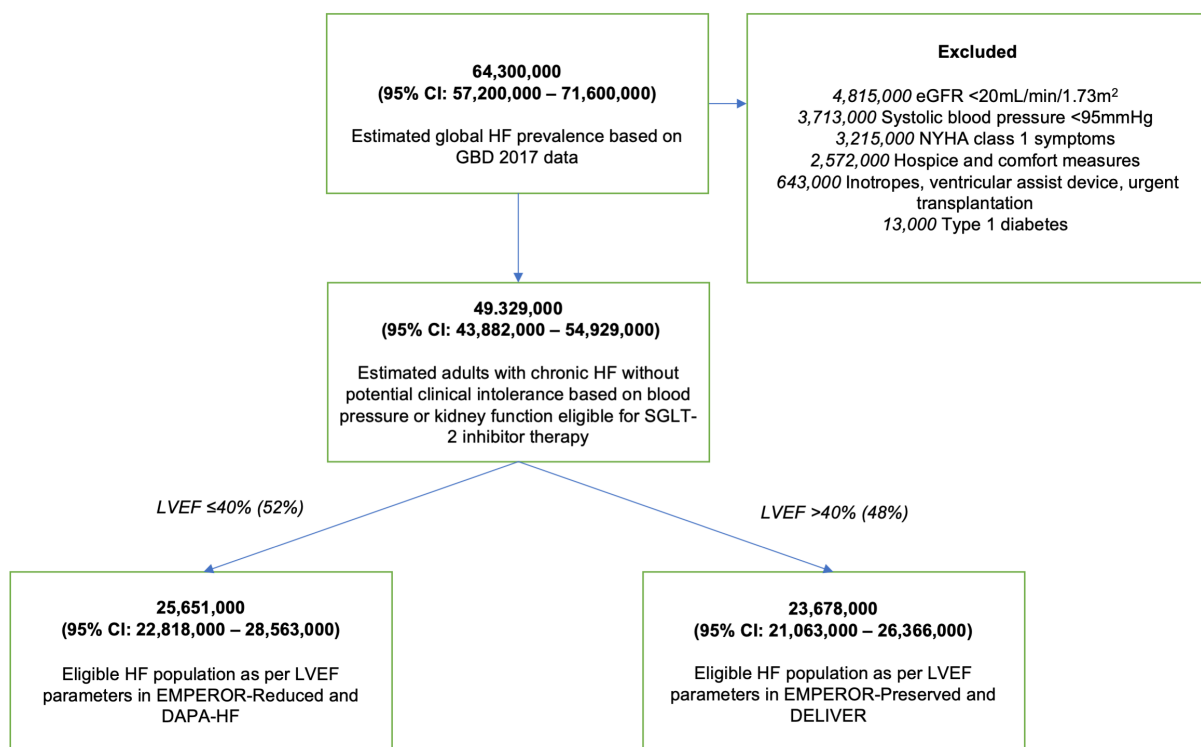 64,300,000
(95% CI: 57,200,000 – 71,600,000)
Estimated global HF prevalence based on
GBD 2017 data
Excluded
4,815,000 eGFR <20mL/min/1.73m²
3,713,000 Systolic blood pressure <95mmHg
3,215,000 NYHA class 1 symptoms
2,572,000 Hospice and comfort measures
643,000 Inotropes, ventricular assist device, urgent
transplantation
13,000 Type 1 diabetes
49.329,000
(95% CI: 43,882,000 – 54,929,000)
Estimated adults with chronic HF without
potential clinical intolerance based on blood
pressure or kidney function eligible for SGLT-
2 inhibitor therapy
LVEF ≤40% (52%)
LVEF >40% (48%)
25,651,000
(95% CI: 22,818,000 – 28,563,000)
Eligible HF population as per LVEF
parameters in EMPEROR-Reduced and
DAPA-HF
23,678,000
(95% CI: 21,063,000 – 26,366,000)
Eligible HF population as per LVEF
parameters in EMPEROR-Preserved and
DELIVER